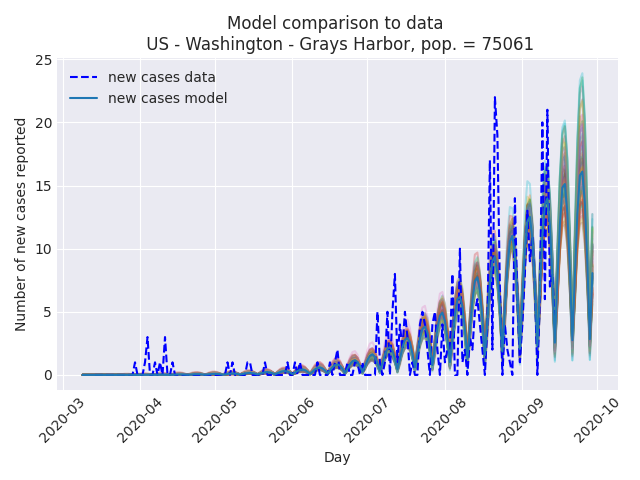 Model comparison to data
US - Washington - Grays Harbor, pop. = 75061
new cases data
new cases model
Number of new cases reported
25
20
15
10
5
0
2020-03
2020-04
2020-05
2020-06
2020-07
2020-08
2020-09
2020-10
Day